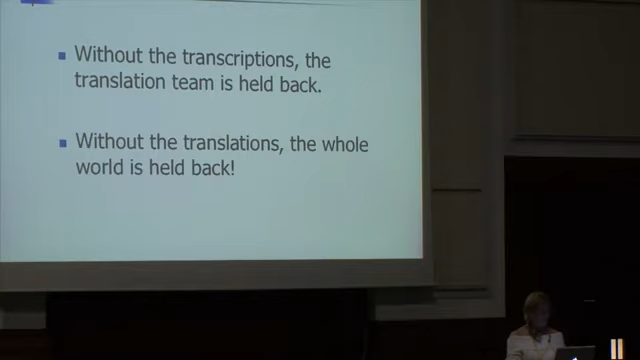 Without the transcriptions, the
translation team is held back.
Without the translations, the whole
world is held back!